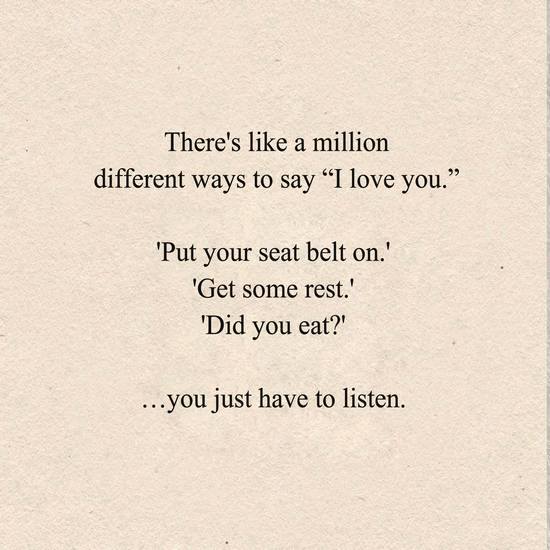 There's like a million
different ways to say “I love you.”
'Put your seat belt on.'
'Get some rest.'
'Did you eat?'
…you just have to listen.